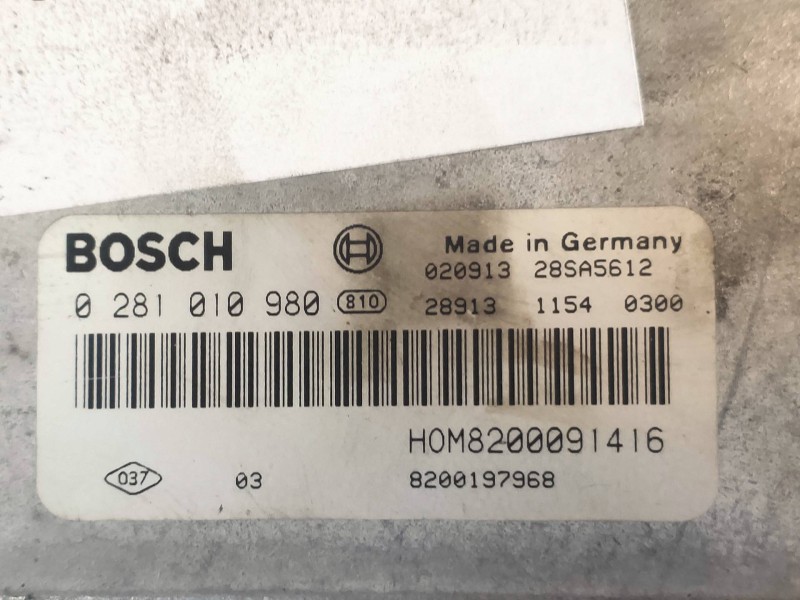 BOSCH Made in Germany
020913 28SA5612
0 281 010 980 810 28913 1154 0300
HOM8200091416
037 03 8200197968